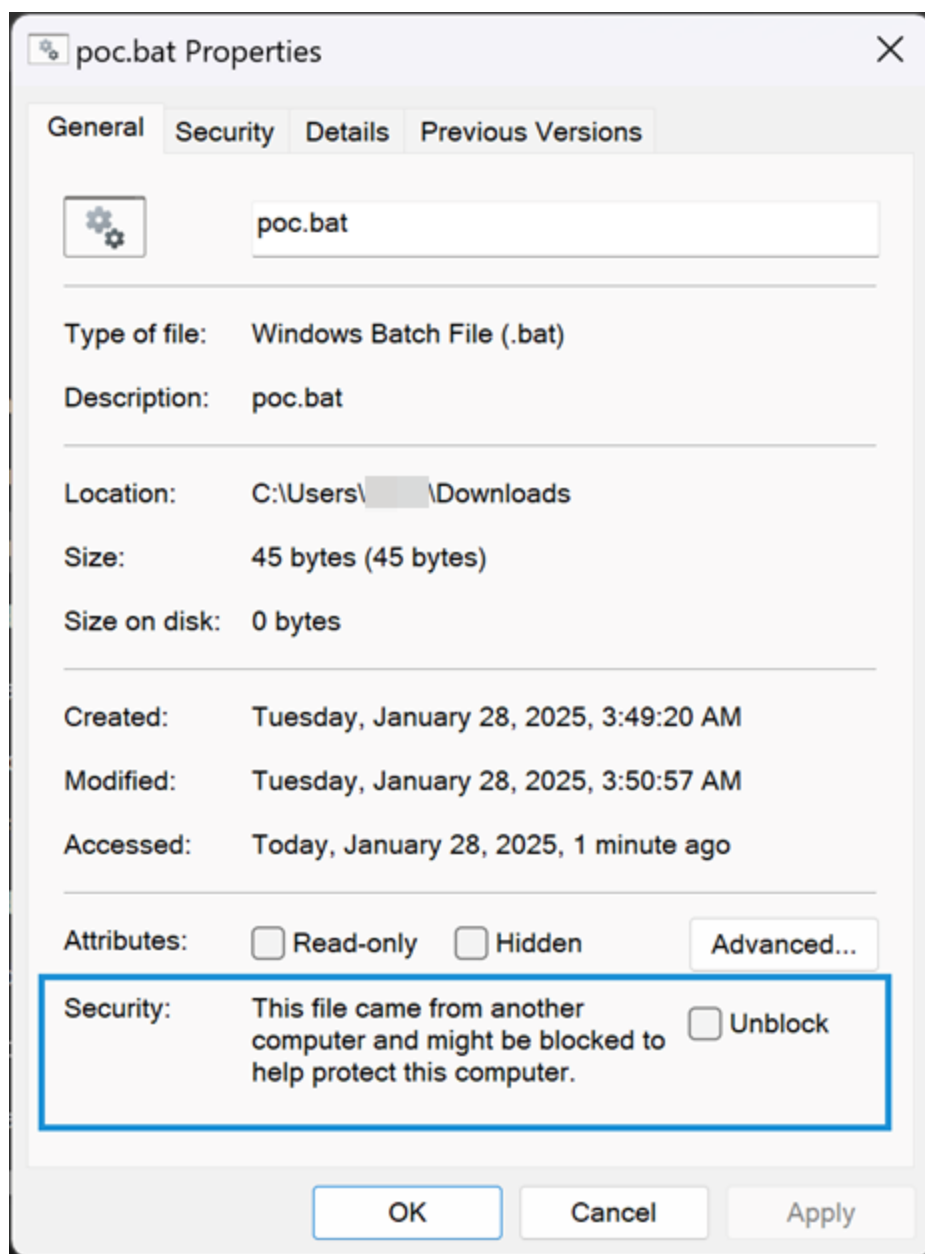 poc.bat Properties
General Security Details Previous Versions
poc.bat
Type of file: Windows Batch File (.bat)
Description: poc.bat
Location: C:\Users\ \Downloads
Size: 45 bytes (45 bytes)
Size on disk: 0 bytes
Created: Tuesday, January 28, 2025, 3:49:20 AM
Modified: Tuesday, January 28, 2025, 3:50:57 AM
Accessed: Today, January 28, 2025, 1 minute ago
Attributes: Read-only Hidden Advanced...
Security: This file came from another
computer and might be blocked to
help protect this computer.
Unblock
OK Cancel Apply